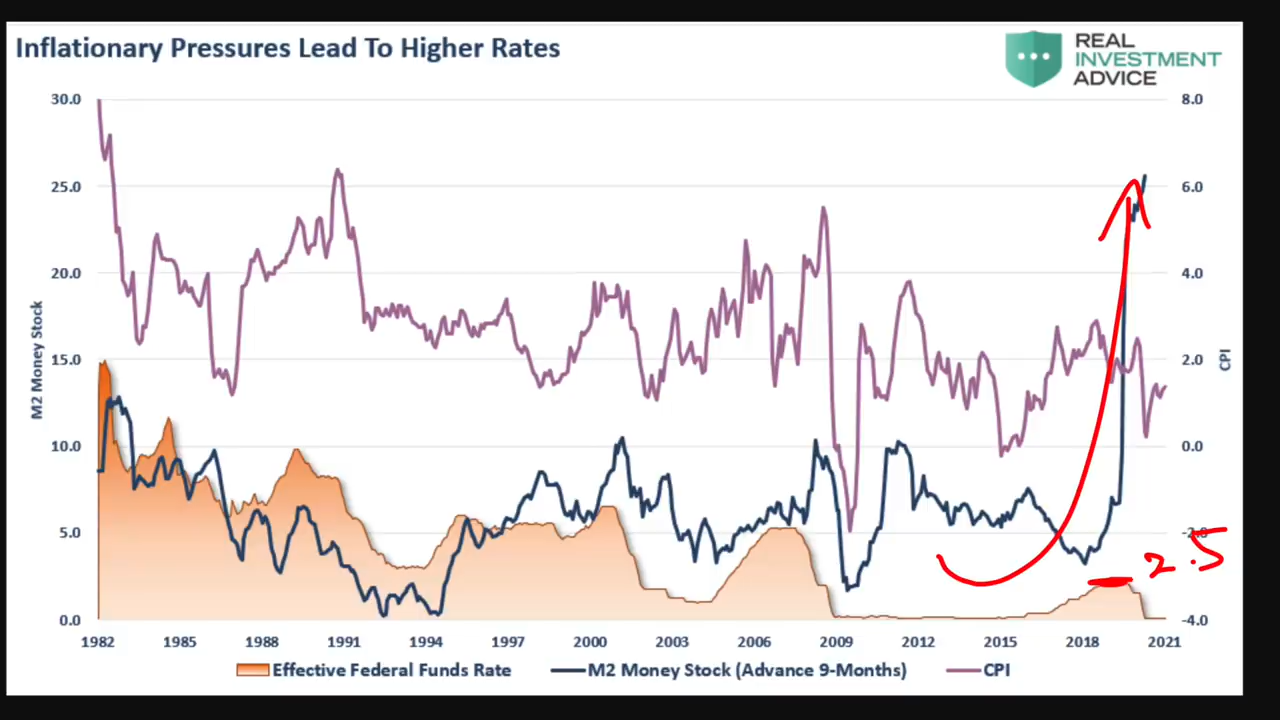 Inflationary Pressures Lead To Higher Rates
REAL
INVESTMENT
ADVICE
30.0
25.0
20.0
15.0
10.0
5.0
0.0
M2 Money Stock
8.0
6.0
4.0
2.0
0.0
-2.0
-4.0
CPI
2.5
1982 1985 1988 1991 1994 1997 2000 2003 2006 2009 2012 2015 2018 2021
Effective Federal Funds Rate M2 Money Stock (Advance 9-Months) CPI